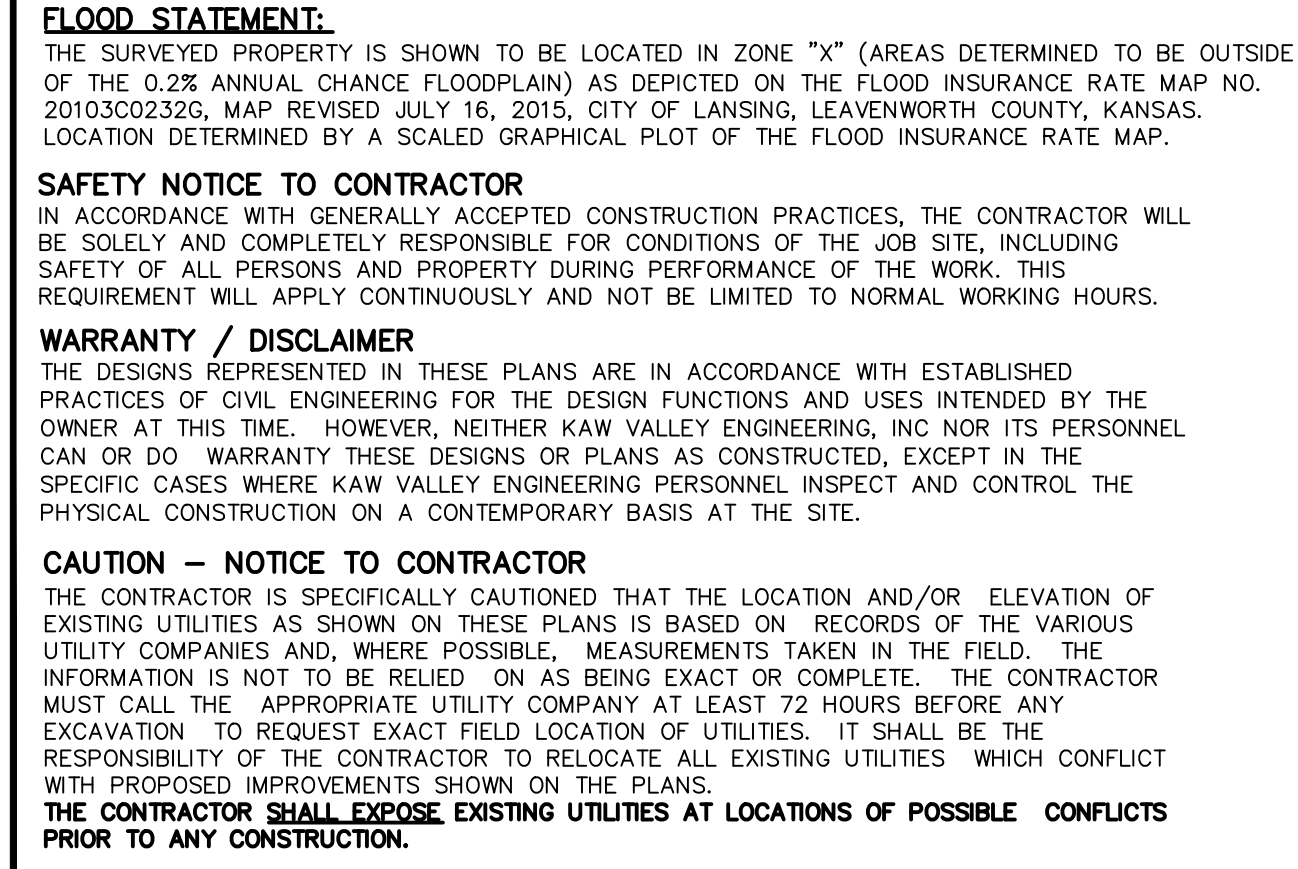 FLOOD STATEMENT:
THE SURVEYED PROPERTY IS SHOWN TO BE LOCATED IN ZONE "X" (AREAS DETERMINED TO BE OUTSIDE
OF THE 0.2% ANNUAL CHANCE FLOODPLAIN) AS DEPICTED ON THE FLOOD INSURANCE RATE MAP NO.
20103C0232G, MAP REVISED JULY 16, 2015, CITY OF LANSING, LEAVENWORTH COUNTY, KANSAS.
LOCATION DETERMINED BY A SCALED GRAPHICAL PLOT OF THE FLOOD INSURANCE RATE MAP.
SAFETY NOTICE TO CONTRACTOR
IN ACCORDANCE WITH GENERALLY ACCEPTED CONSTRUCTION PRACTICES, THE CONTRACTOR WILL
BE SOLELY AND COMPLETELY RESPONSIBLE FOR CONDITIONS OF THE JOB SITE, INCLUDING
SAFETY OF ALL PERSONS AND PROPERTY DURING PERFORMANCE OF THE WORK. THIS
REQUIREMENT WILL APPLY CONTINUOUSLY AND NOT BE LIMITED TO NORMAL WORKING HOURS.
WARRANTY / DISCLAIMER
THE DESIGNS REPRESENTED IN THESE PLANS ARE IN ACCORDANCE WITH ESTABLISHED
PRACTICES OF CIVIL ENGINEERING FOR THE DESIGN FUNCTIONS AND USES INTENDED BY THE
OWNER AT THIS TIME. HOWEVER, NEITHER KAW VALLEY ENGINEERING, INC NOR ITS PERSONNEL
CAN OR DO WARRANTY THESE DESIGNS OR PLANS AS CONSTRUCTED, EXCEPT IN THE
SPECIFIC CASES WHERE KAW VALLEY ENGINEERING PERSONNEL INSPECT AND CONTROL THE
PHYSICAL CONSTRUCTION ON A CONTEMPORARY BASIS AT THE SITE.
CAUTION – NOTICE TO CONTRACTOR
THE CONTRACTOR IS SPECIFICALLY CAUTIONED THAT THE LOCATION AND/OR ELEVATION OF
EXISTING UTILITIES AS SHOWN ON THESE PLANS IS BASED ON RECORDS OF THE VARIOUS
UTILITY COMPANIES AND, WHERE POSSIBLE, MEASUREMENTS TAKEN IN THE FIELD. THE
INFORMATION IS NOT TO BE RELIED ON AS BEING EXACT OR COMPLETE. THE CONTRACTOR
MUST CALL THE APPROPRIATE UTILITY COMPANY AT LEAST 72 HOURS BEFORE ANY
EXCAVATION TO REQUEST EXACT FIELD LOCATION OF UTILITIES. IT SHALL BE THE
RESPONSIBILITY OF THE CONTRACTOR TO RELOCATE ALL EXISTING UTILITIES WHICH CONFLICT
WITH PROPOSED IMPROVEMENTS SHOWN ON THE PLANS.
THE CONTRACTOR SHALL EXPOSE EXISTING UTILITIES AT LOCATIONS OF POSSIBLE CONFLICTS
PRIOR TO ANY CONSTRUCTION.